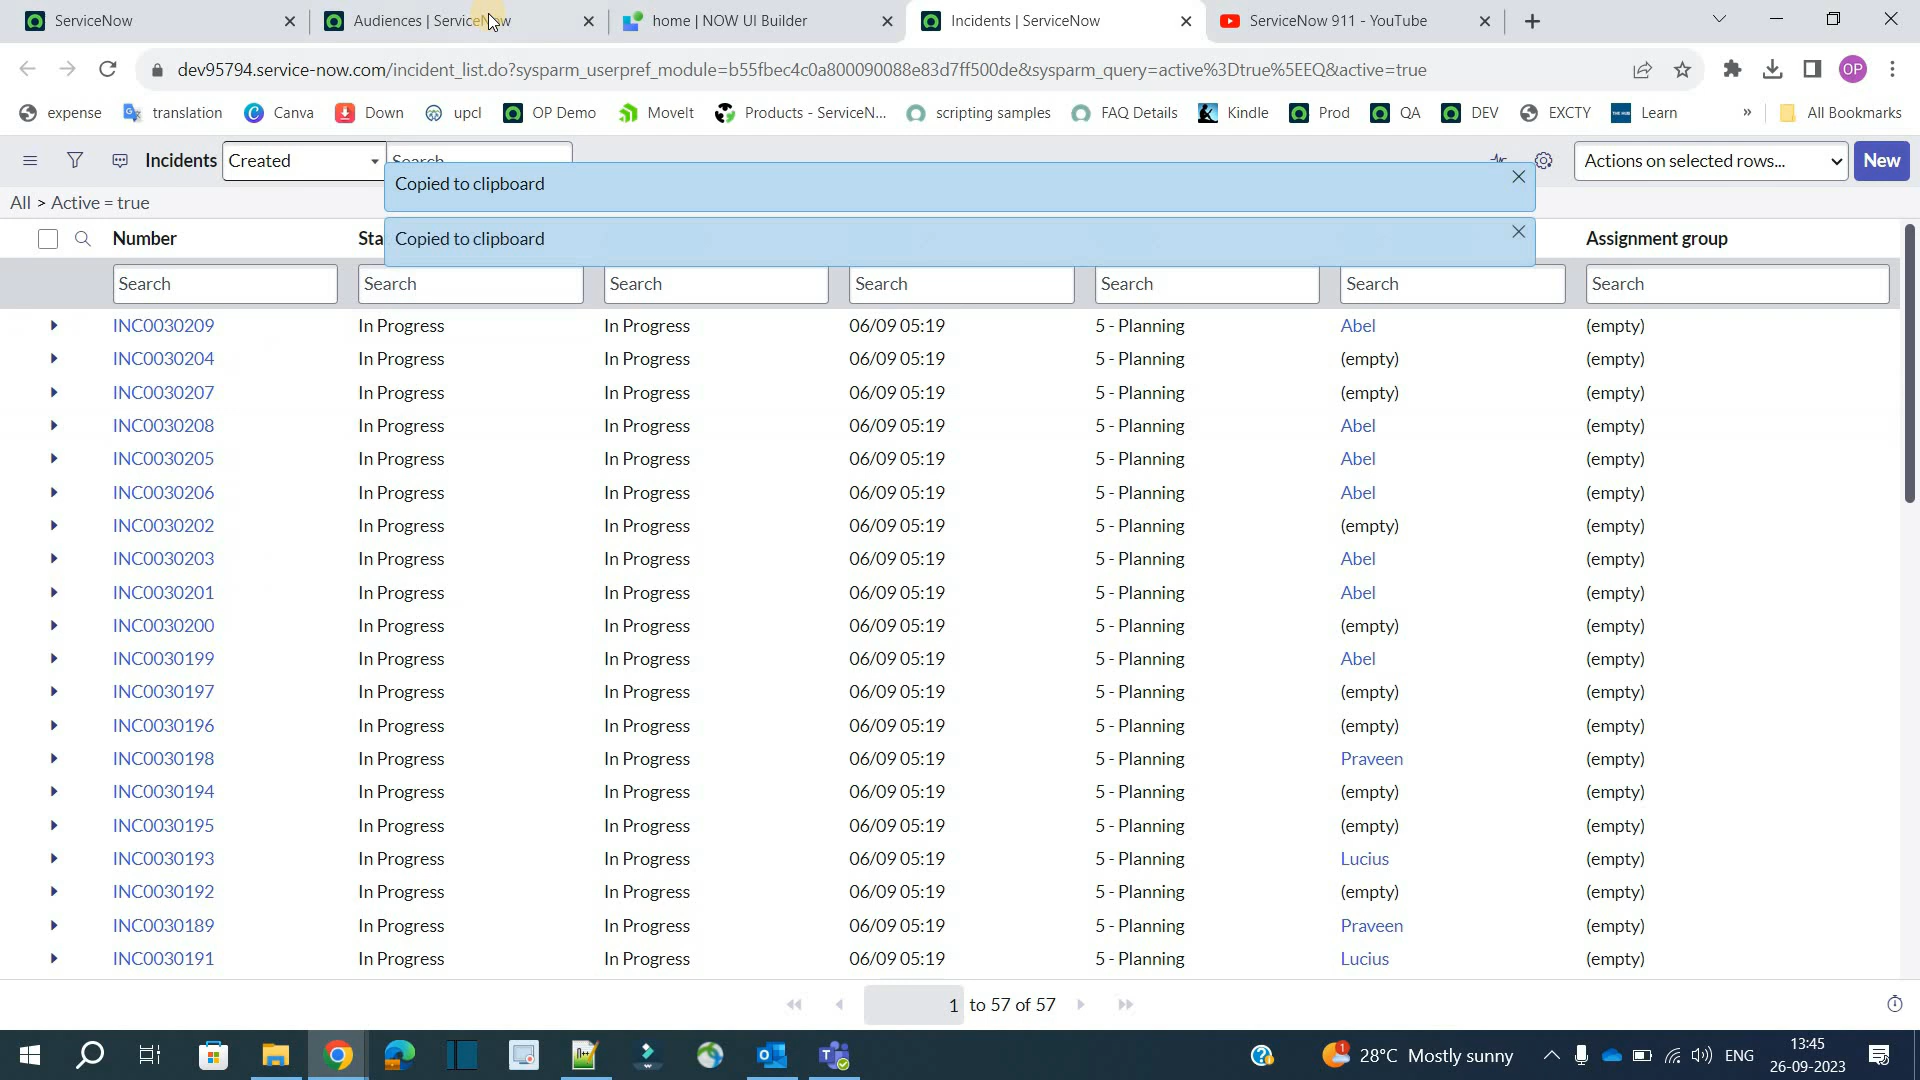 ServiceNow
Audiences | ServiceNow
home | NOW UI Builder
Incidents | ServiceNow
ServiceNow 911 - YouTube
dev95794.service-now.com/incident_list.do?sysparm_userpref_module=b55fbec4c0a800090088e83d7ff500de&sysparm_query=active%3Dtrue%5EEQ&active=true
OP
expense
translation
Canva
Down
upcl
OP Demo
MoveIt
Products - ServiceN...
scripting samples
FAQ Details
Kindle
Prod
QA
DEV
EXCTY
Learn
»
All Bookmarks
Incidents
Created
Search
Actions on selected rows...
New
Copied to clipboard
All > Active = true
Copied to clipboard
Number
Sta
Assignment group
Search Search Search Search Search Search Search
INC0030209 In Progress In Progress 06/09 05:19 5 - Planning Abel (empty)
INC0030204 In Progress In Progress 06/09 05:19 5 - Planning (empty) (empty)
INC0030207 In Progress In Progress 06/09 05:19 5 - Planning (empty) (empty)
INC0030208 In Progress In Progress 06/09 05:19 5 - Planning Abel (empty)
INC0030205 In Progress In Progress 06/09 05:19 5 - Planning Abel (empty)
INC0030206 In Progress In Progress 06/09 05:19 5 - Planning Abel (empty)
INC0030202 In Progress In Progress 06/09 05:19 5 - Planning (empty) (empty)
INC0030203 In Progress In Progress 06/09 05:19 5 - Planning Abel (empty)
INC0030201 In Progress In Progress 06/09 05:19 5 - Planning Abel (empty)
INC0030200 In Progress In Progress 06/09 05:19 5 - Planning (empty) (empty)
INC0030199 In Progress In Progress 06/09 05:19 5 - Planning Abel (empty)
INC0030197 In Progress In Progress 06/09 05:19 5 - Planning (empty) (empty)
INC0030196 In Progress In Progress 06/09 05:19 5 - Planning (empty) (empty)
INC0030198 In Progress In Progress 06/09 05:19 5 - Planning Praveen (empty)
INC0030194 In Progress In Progress 06/09 05:19 5 - Planning (empty) (empty)
INC0030195 In Progress In Progress 06/09 05:19 5 - Planning (empty) (empty)
INC0030193 In Progress In Progress 06/09 05:19 5 - Planning Lucius (empty)
INC0030192 In Progress In Progress 06/09 05:19 5 - Planning (empty) (empty)
INC0030189 In Progress In Progress 06/09 05:19 5 - Planning Praveen (empty)
INC0030191 In Progress In Progress 06/09 05:19 5 - Planning Lucius (empty)
1 to 57 of 57
1
28°C Mostly sunny
ENG
13:45
26-09-2023